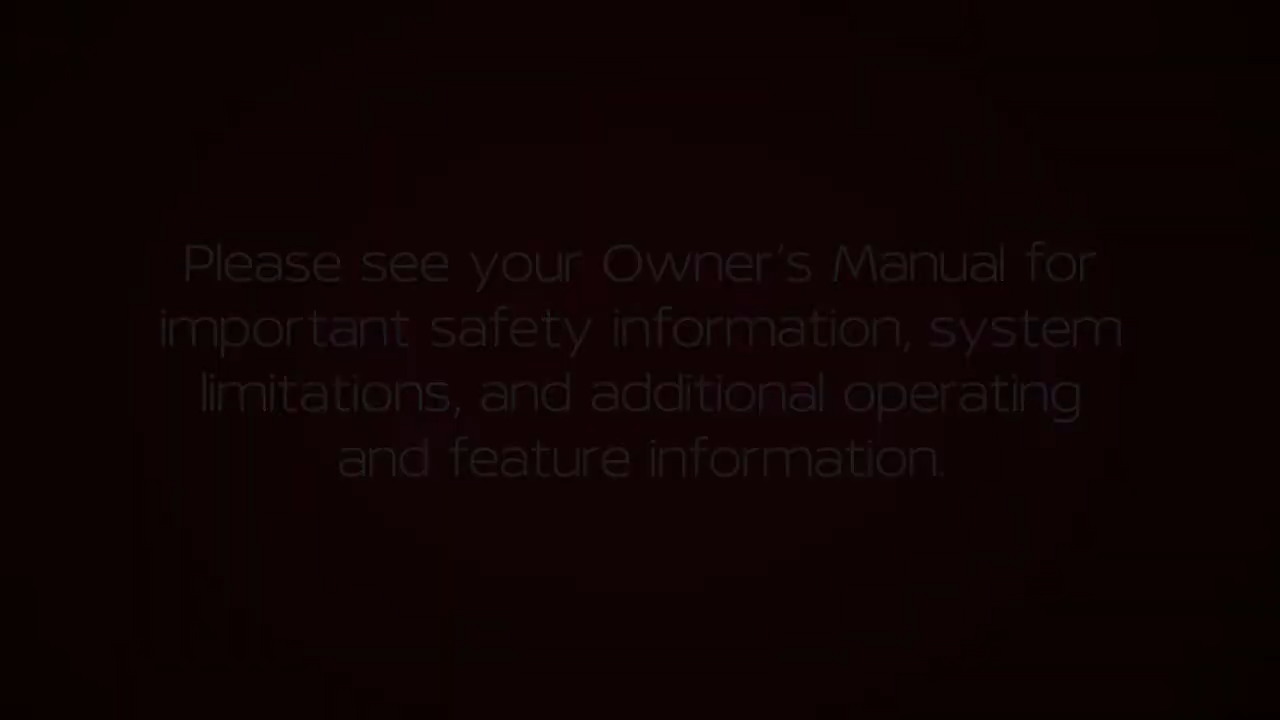 Please see your Owner's Manual for
important safety information, system
limitations, and additional operating
and feature information.